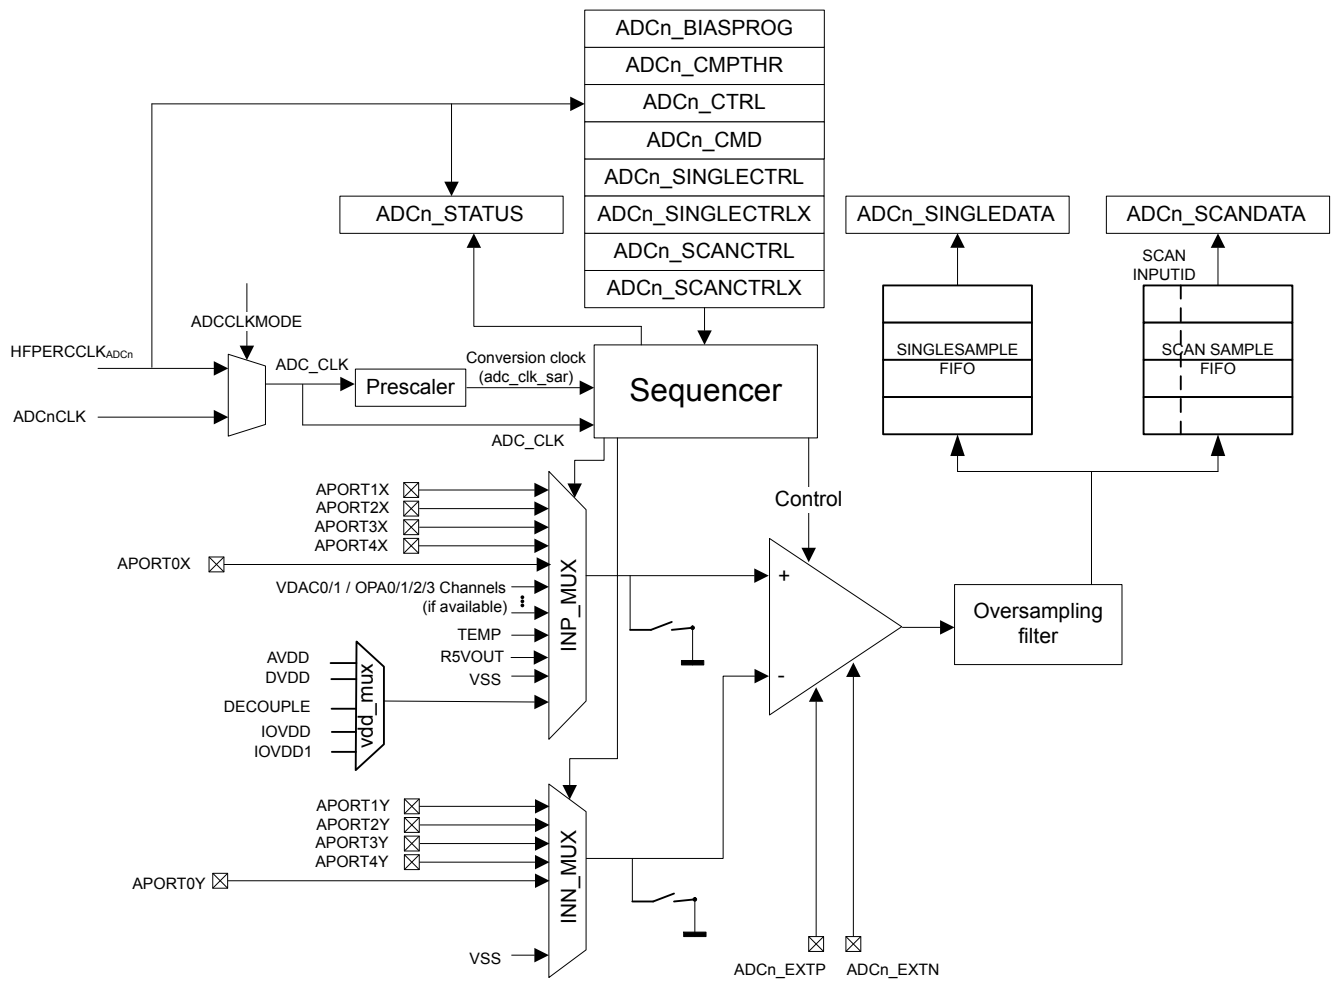 ADCn_BIASPROG
ADCn_CMPTHR
ADCn_CTRL
ADCn_CMD
ADCn_SINGLECTRL
ADCn_SINGLECTRLX
ADCn_SCANCTRL
ADCn_SCANCTRLX
ADCn_STATUS
ADCn_SINGLEDATA
ADCn_SCANDATA
SCAN
INPUTID
ADCCLKMODE
HFPERCCLKADCn
ADCnCLK
ADC_CLK
Prescaler
Conversion clock
(adc_clk_sar)
Sequencer
ADC_CLK
SINGLESAMPLE
FIFO
SCAN SAMPLE
FIFO
APORT1X
APORT2X
APORT3X
APORT4X
APORT0X
VDAC0/1 / OPA0/1/2/3 Channels
(if available)
TEMP
R5VOUT
VSS
INP_MUX
AVDD
DVDD
DECOUPLE
IOVDD
IOVDD1
vdd_mux
Control
+
-
Oversampling
filter
APORT1Y
APORT2Y
APORT3Y
APORT4Y
APORT0Y
VSS
INN_MUX
ADCn_EXTP
ADCn_EXTN